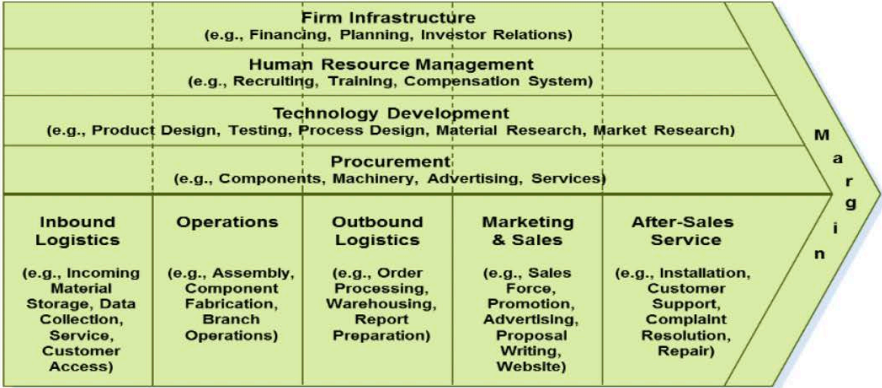 Firm Infrastructure
(e.g., Financing, Planning, Investor Relations)
Human Resource Management
(e.g., Recruiting, Training, Compensation System)
Technology Development
(e.g., Product Design, Testing, Process Design, Material Research, Market Research)
Procurement
(e.g., Components, Machinery, Advertising, Services)
Margin
Inbound
Logistics
(e.g., Incoming
Material
Storage, Data
Collection,
Service,
Customer
Access)
Operations
(e.g., Assembly,
Component
Fabrication,
Branch
Operations)
Outbound
Logistics
(e.g., Order
Processing,
Warehousing,
Report
Preparation)
Marketing
& Sales
(e.g., Sales
Force,
Promotion,
Advertising,
Proposal
Writing,
Website)
After-Sales
Service
(e.g., Installation,
Customer
Support,
Complaint
Resolution,
Repair)